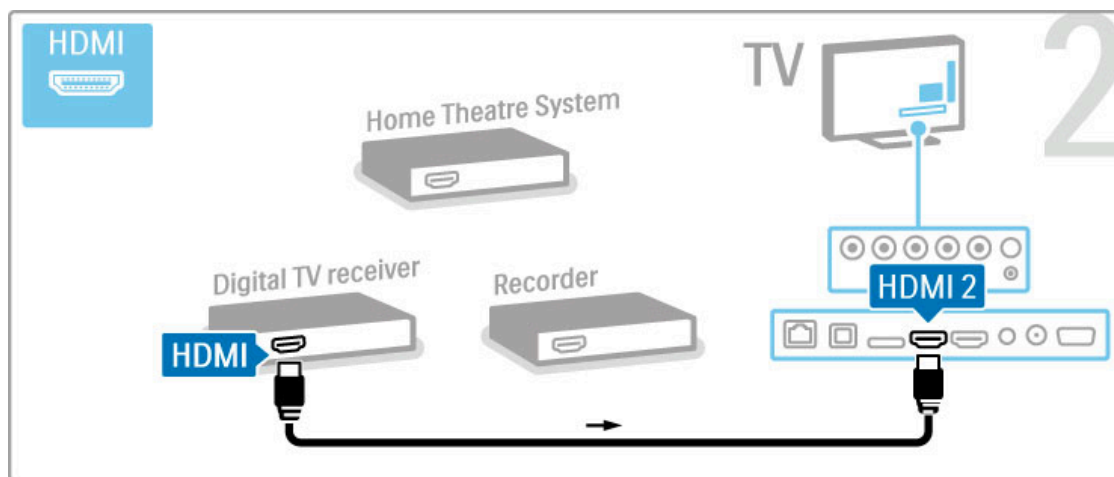 HDMI
TV
2
Home Theatre System
Digital TV receiver
Recorder
HDMI 2
HDMI